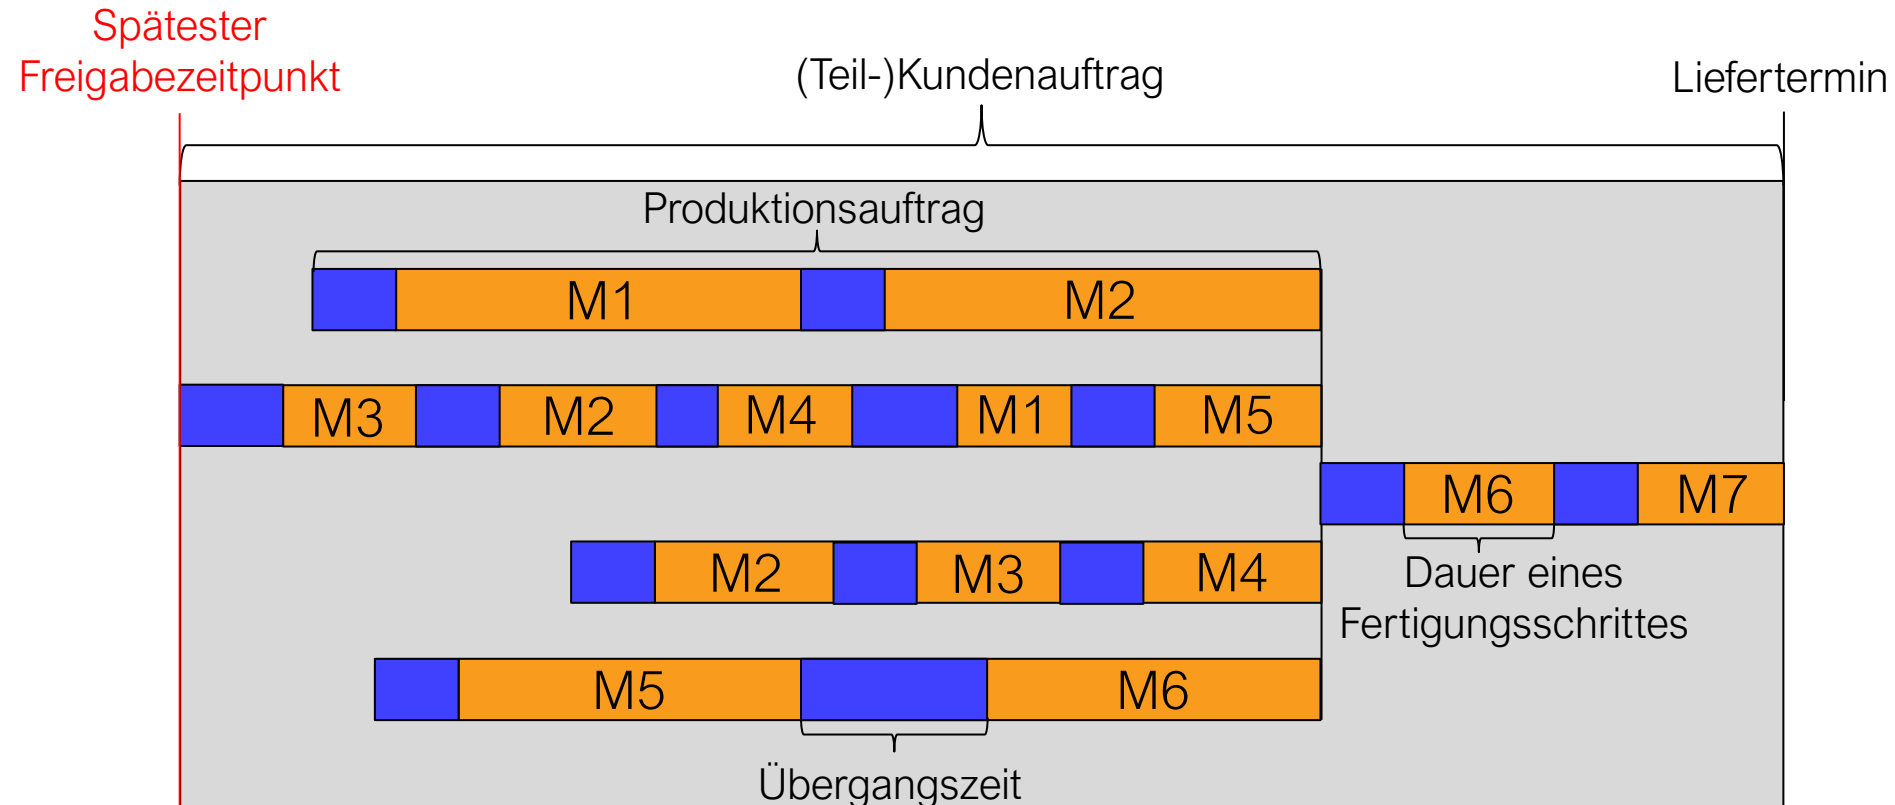 Spätester
Freigabezeitpunkt
(Teil-)Kundenauftrag
Liefertermin
Produktionsauftrag
M1
M2
M3
M2
M4
M1
M5
M6
M7
M2
M3
M4
Dauer eines
Fertigungsschrittes
M5
M6
Übergangszeit